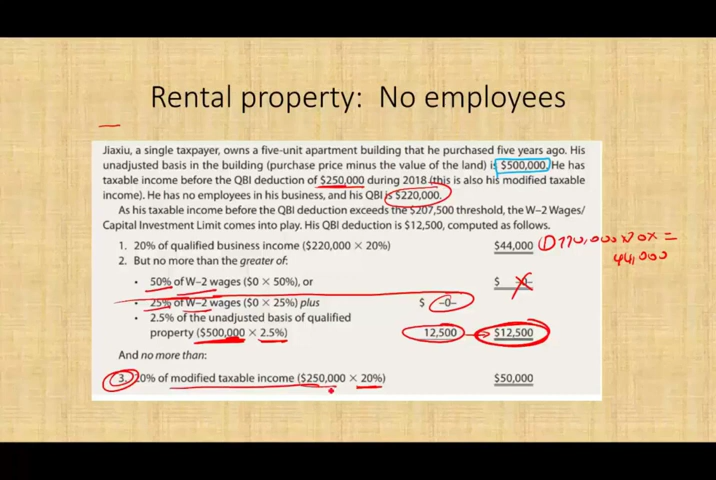 Rental property: No employees
Jiaxiu, a single taxpayer, owns a five-unit apartment building that he purchased five years ago. His
unadjusted basis in the building (purchase price minus the value of the land) is $500,000. He has
taxable income before the QBI deduction of $250,000 during 2018 (this is also his modified taxable
income). He has no employees in his business, and his QBI is $220,000.
As his taxable income before the QBI deduction exceeds the $207,500 threshold, the W–2 Wages/
Capital Investment Limit comes into play. His QBI deduction is $12,500, computed as follows.
1. 20% of qualified business income ($220,000 × 20%) $44,000
2. But no more than the greater of:
• 50% of W–2 wages ($0 × 50%), or $ –0–
• 25% of W–2 wages ($0 × 25%) plus $ –0–
• 2.5% of the unadjusted basis of qualified
property ($500,000 × 2.5%) 12,500 $12,500
And no more than:
3. 20% of modified taxable income ($250,000 × 20%) $50,000
44,000